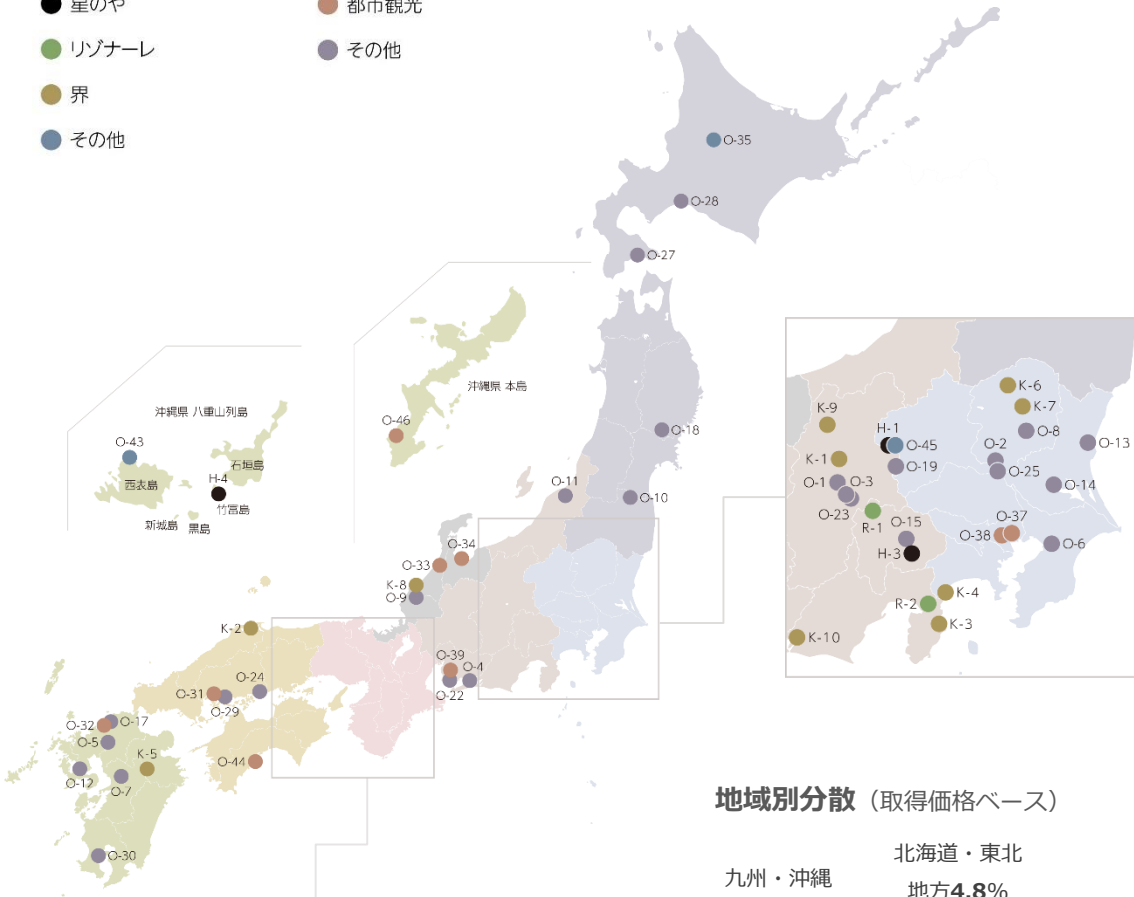 星のや
都市観光
リゾナーレ
その他
界
その他
O-35
O-28
O-27
沖縄県 本島
O-46
沖縄県 八重山列島
O-43
石垣島
西表島
H-4
竹富島
新城島
黒島
O-18
O-11
O-10
O-34
O-33
K-8
O-9
K-2
O-39
O-4
O-22
O-24
O-31
O-29
O-17
O-32
O-5
K-5
O-44
O-12
O-7
O-30
K-6
K-9
K-7
H-1
O-8
O-13
O-45
O-2
K-1
O-19
O-25
O-1
O-3
O-14
O-23
R-1
O-15
O-37
O-38
O-6
H-3
K-4
R-2
K-3
K-10
地域別分散（取得価格ベース）
北海道・東北
九州・沖縄
地方4.8%